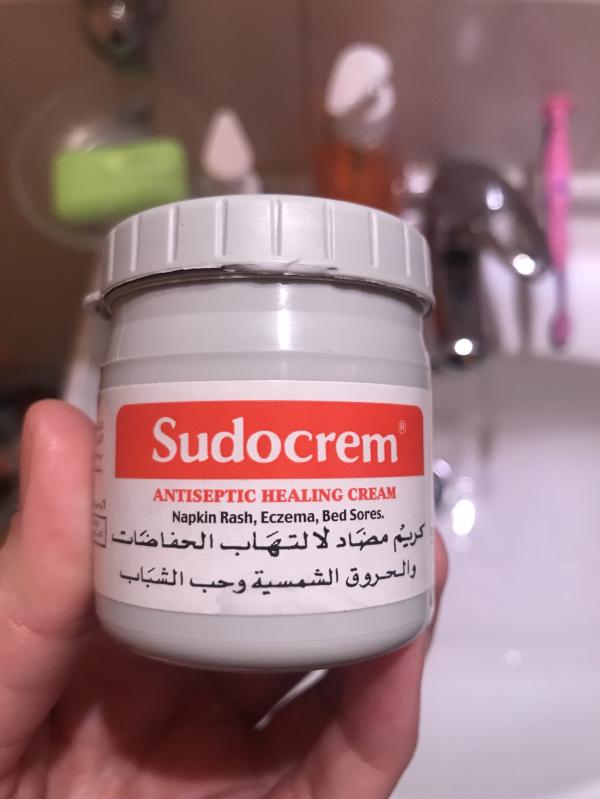 Sudocrem®
ANTISEPTIC HEALING CREAM
Napkin Rash, Eczema, Bed Sores.
كريم مضاد لالتهاب الحفاضات
والحروق الشمسية وحب الشباب